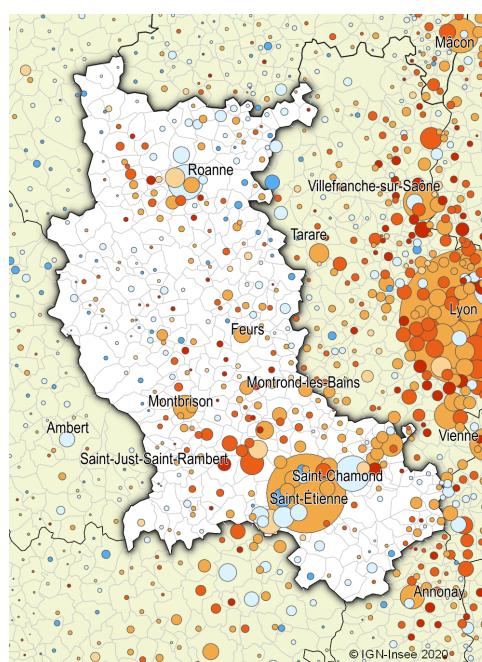 Mâcon
Roanne
Villefranche-sur-Saône
Tarare
Lyon
Feurs
Montrond-les-Bains
Montbrison
Ambert
Vienne
Saint-Just-Saint-Rambert
Saint-Chamond
Saint-Étienne
Annonay
© IGN-Insee 2020